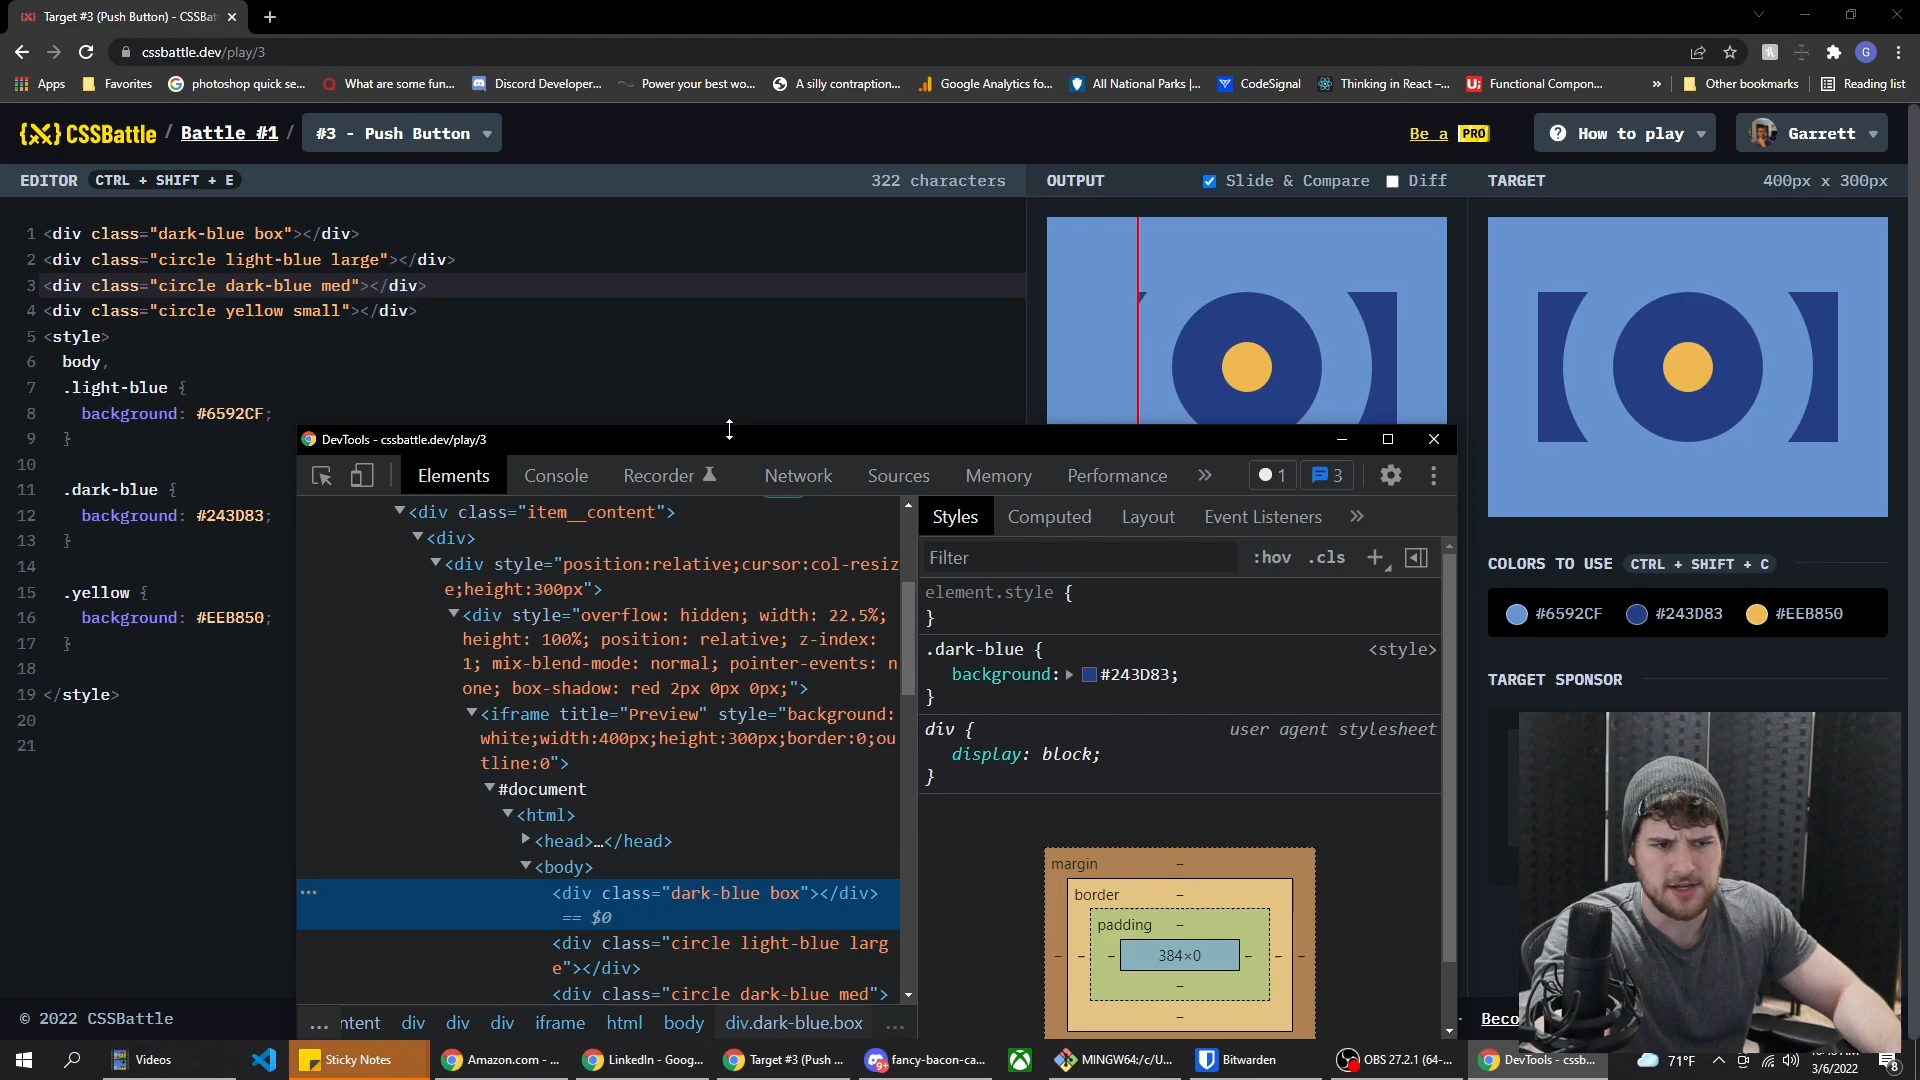 Target #3 (Push Button) - CSSBat
cssbattle.dev/play/3
Apps
Favorites
photoshop quick se...
What are some fun...
Discord Developer...
Power your best wo...
A silly contraption...
Google Analytics fo...
All National Parks |...
CodeSignal
Thinking in React –...
Functional Compon...
Other bookmarks
Reading list
{X} CSSBattle / Battle #1 / #3 - Push Button
Be a PRO
How to play
Garrett
EDITOR CTRL + SHIFT + E
322 characters
OUTPUT
Slide & Compare
Diff
TARGET
400px x 300px
1 <div class="dark-blue box"></div>
2 <div class="circle light-blue large"></div>
3 <div class="circle dark-blue med"></div>
4 <div class="circle yellow small"></div>
5 <style>
6 body,
7 .light-blue {
8 background: #6592CF;
9 }
10
11 .dark-blue {
12 background: #243D83;
13 }
14
15 .yellow {
16 background: #EEB850;
17 }
18
19 </style>
20
21
DevTools - cssbattle.dev/play/3
Elements
Console
Recorder
Network
Sources
Memory
Performance
1
3
<div class="item__content">
<div>
<div style="position:relative;cursor:col-resiz
e;height:300px">
<div style="overflow: hidden; width: 22.5%;
height: 100%; position: relative; z-index:
1; mix-blend-mode: normal; pointer-events: n
one; box-shadow: red 2px 0px 0px;">
<iframe title="Preview" style="background:
white;width:400px;height:300px;border:0;ou
tline:0">
#document
<html>
<head>…</head>
<body>
<div class="dark-blue box"></div>
== $0
<div class="circle light-blue larg
e"></div>
<div class="circle dark-blue med">
... ntent div div div iframe html body div.dark-blue.box ...
Styles
Computed
Layout
Event Listeners
Filter
:hov .cls
element.style {
}
.dark-blue {
<style>
background: #243D83;
}
div {
user agent stylesheet
display: block;
}
margin –
border –
padding –
– – – 384×0 – – –
–
–
COLORS TO USE CTRL + SHIFT + C
#6592CF #243D83 #EEB850
TARGET SPONSOR
© 2022 CSSBattle
Beco
Videos
Sticky Notes
Amazon.com - ...
LinkedIn - Goog...
Target #3 (Push ...
fancy-bacon-ca...
MINGW64:/c/U...
Bitwarden
OBS 27.2.1 (64-...
DevTools - cssb...
71°F
3/6/2022
8